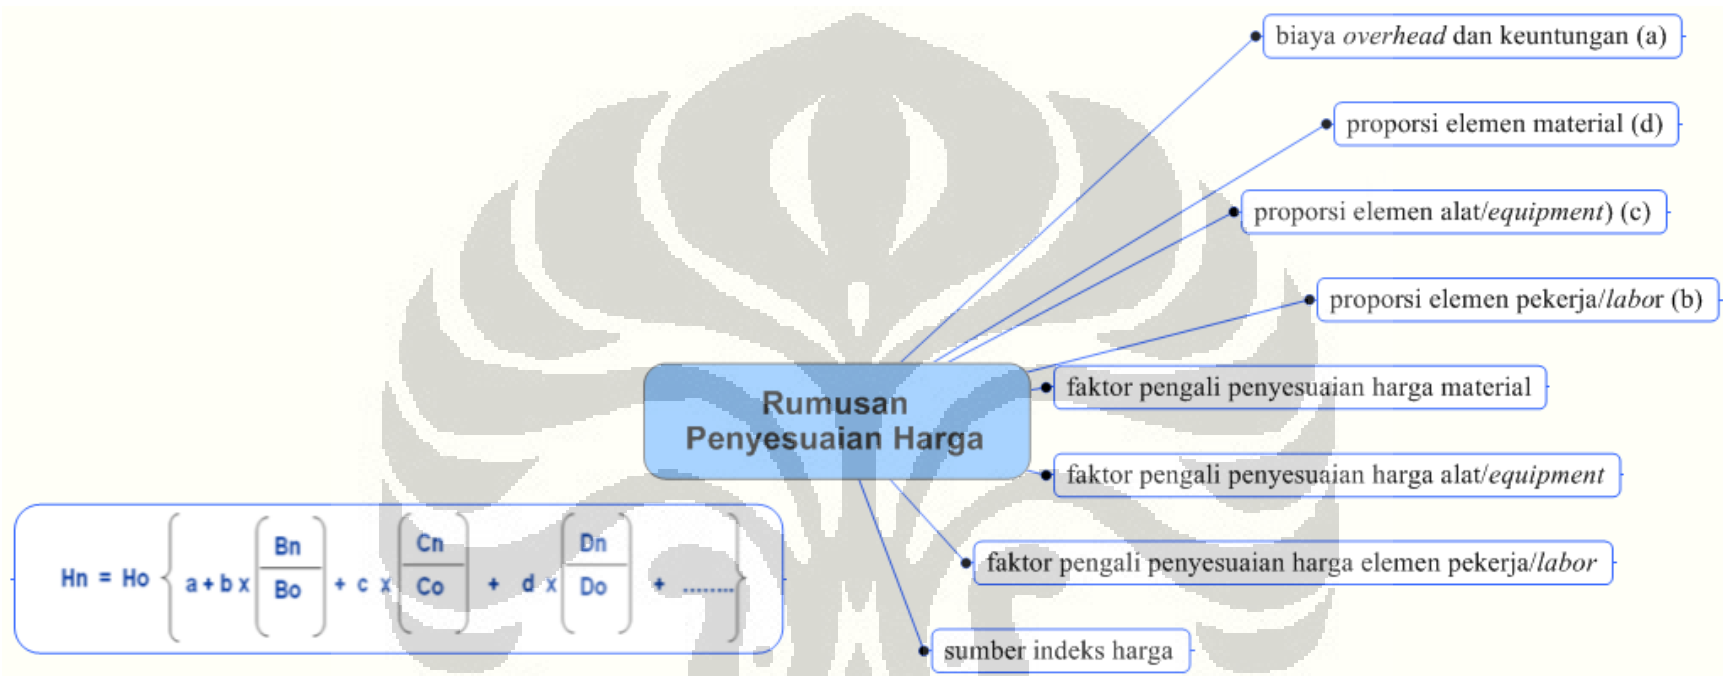 biaya overhead dan keuntungan (a)
proporsi elemen material (d)
proporsi elemen alat/equipment) (c)
proporsi elemen pekerja/labor (b)
Rumusan
Penyesuaian Harga
faktor pengali penyesuaian harga material
faktor pengali penyesuaian harga alat/equipment
faktor pengali penyesuaian harga elemen pekerja/labor
sumber indeks harga
Hn = Ho { a + b x ( Bn / Bo ) + c x ( Cn / Co ) + d x ( Dn / Do ) + ........ }